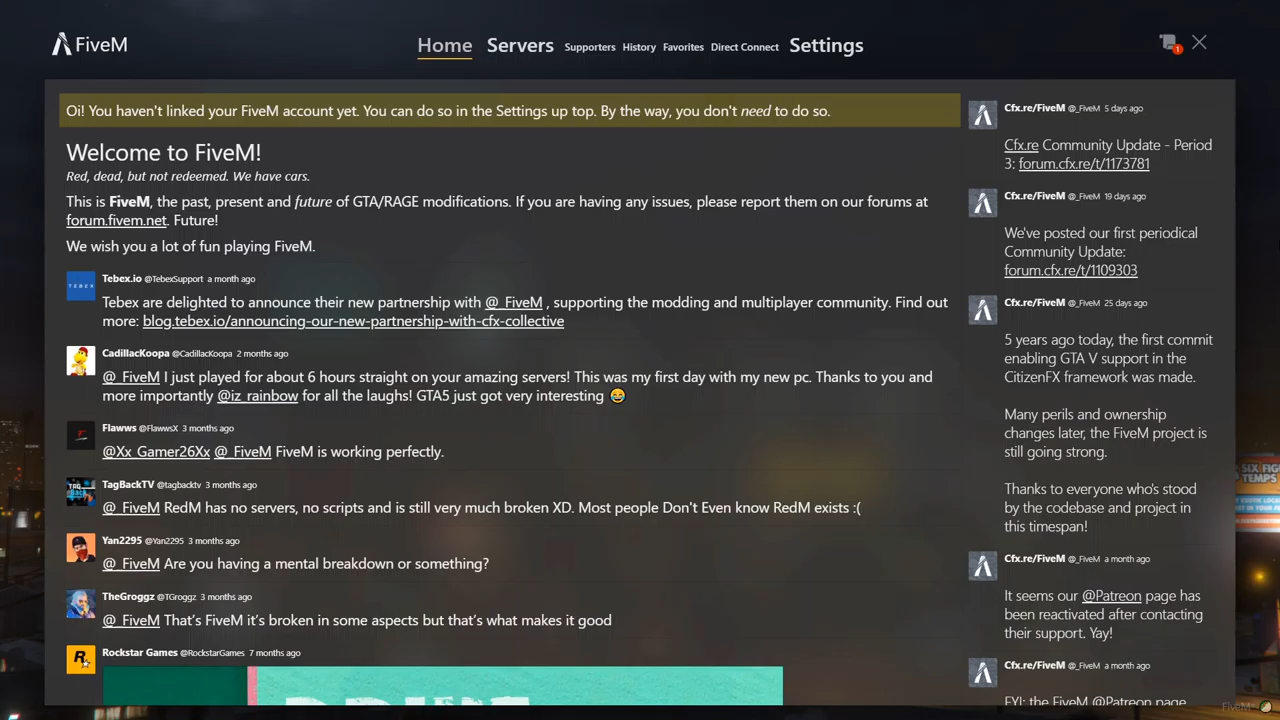 FiveM
Home Servers Supporters History Favorites Direct Connect Settings
1
Oi! You haven't linked your FiveM account yet. You can do so in the Settings up top. By the way, you don't need to do so.
Welcome to FiveM!
Red, dead, but not redeemed. We have cars.
This is FiveM, the past, present and future of GTA/RAGE modifications. If you are having any issues, please report them on our forums at
forum.fivem.net. Future!
We wish you a lot of fun playing FiveM.
TEBEX
Tebex.io @TebexSupport a month ago
Tebex are delighted to announce their new partnership with @_FiveM , supporting the modding and multiplayer community. Find out
more: blog.tebex.io/announcing-our-new-partnership-with-cfx-collective
CadillacKoopa @CadillacKoopa 2 months ago
@_FiveM I just played for about 6 hours straight on your amazing servers! This was my first day with my new pc. Thanks to you and
more importantly @iz_rainbow for all the laughs! GTA5 just got very interesting 😂
Flawws @FlawwsX 3 months ago
@Xx_Gamer26Xx @_FiveM FiveM is working perfectly.
TagBackTV @tagbacktv 3 months ago
@_FiveM RedM has no servers, no scripts and is still very much broken XD. Most people Don't Even know RedM exists :(
Yan2295 @Yan2295 3 months ago
@_FiveM Are you having a mental breakdown or something?
TheGroggz @TGroggz 3 months ago
@_FiveM That's FiveM it's broken in some aspects but that's what makes it good
Rockstar Games @RockstarGames 7 months ago
Cfx.re/FiveM @_FiveM 5 days ago
Cfx.re Community Update - Period
3: forum.cfx.re/t/1173781
Cfx.re/FiveM @_FiveM 19 days ago
We've posted our first periodical
Community Update:
forum.cfx.re/t/1109303
Cfx.re/FiveM @_FiveM 25 days ago
5 years ago today, the first commit
enabling GTA V support in the
CitizenFX framework was made.
Many perils and ownership
changes later, the FiveM project is
still going strong.
Thanks to everyone who's stood
by the codebase and project in
this timespan!
Cfx.re/FiveM @_FiveM a month ago
It seems our @Patreon page has
been reactivated after contacting
their support. Yay!
Cfx.re/FiveM @_FiveM a month ago
FYI: the FiveM @Patreon page
SIX FIG
TEMPS
FiveM